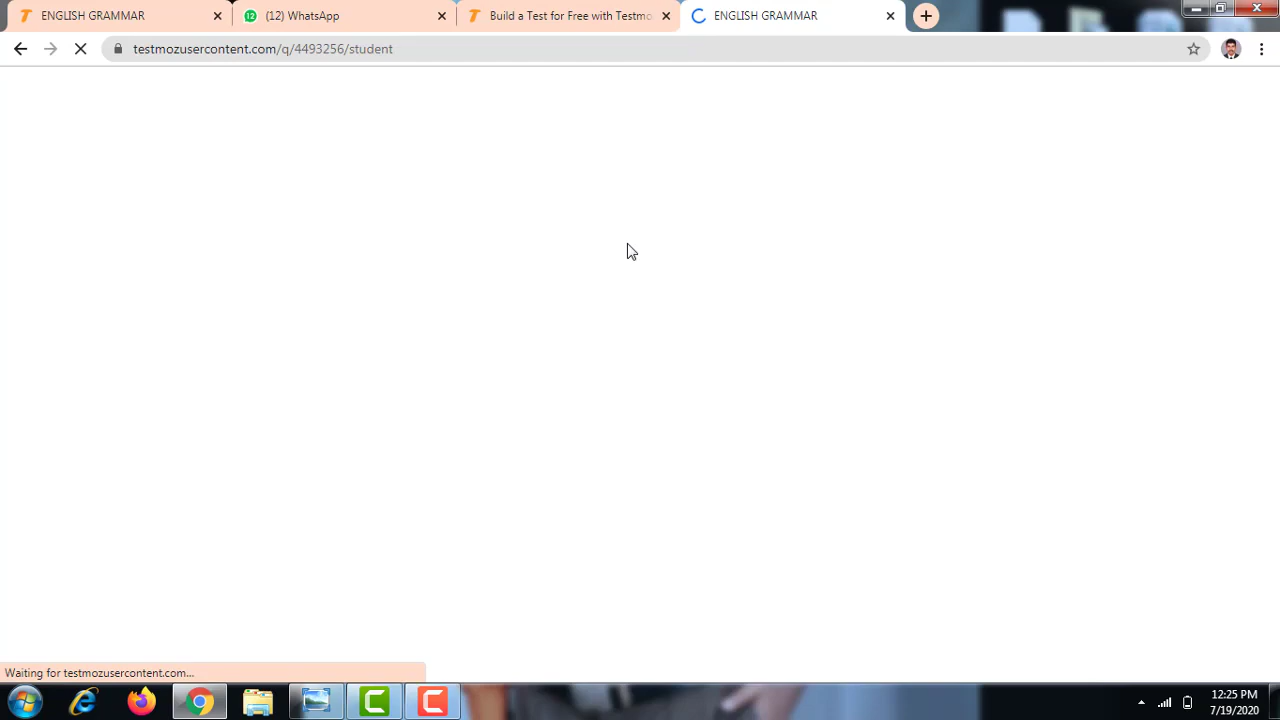 ENGLISH GRAMMAR
(12) WhatsApp
Build a Test for Free with Testmo
ENGLISH GRAMMAR
testmozusercontent.com/q/4493256/student
Waiting for testmozusercontent.com...
12:25 PM
7/19/2020